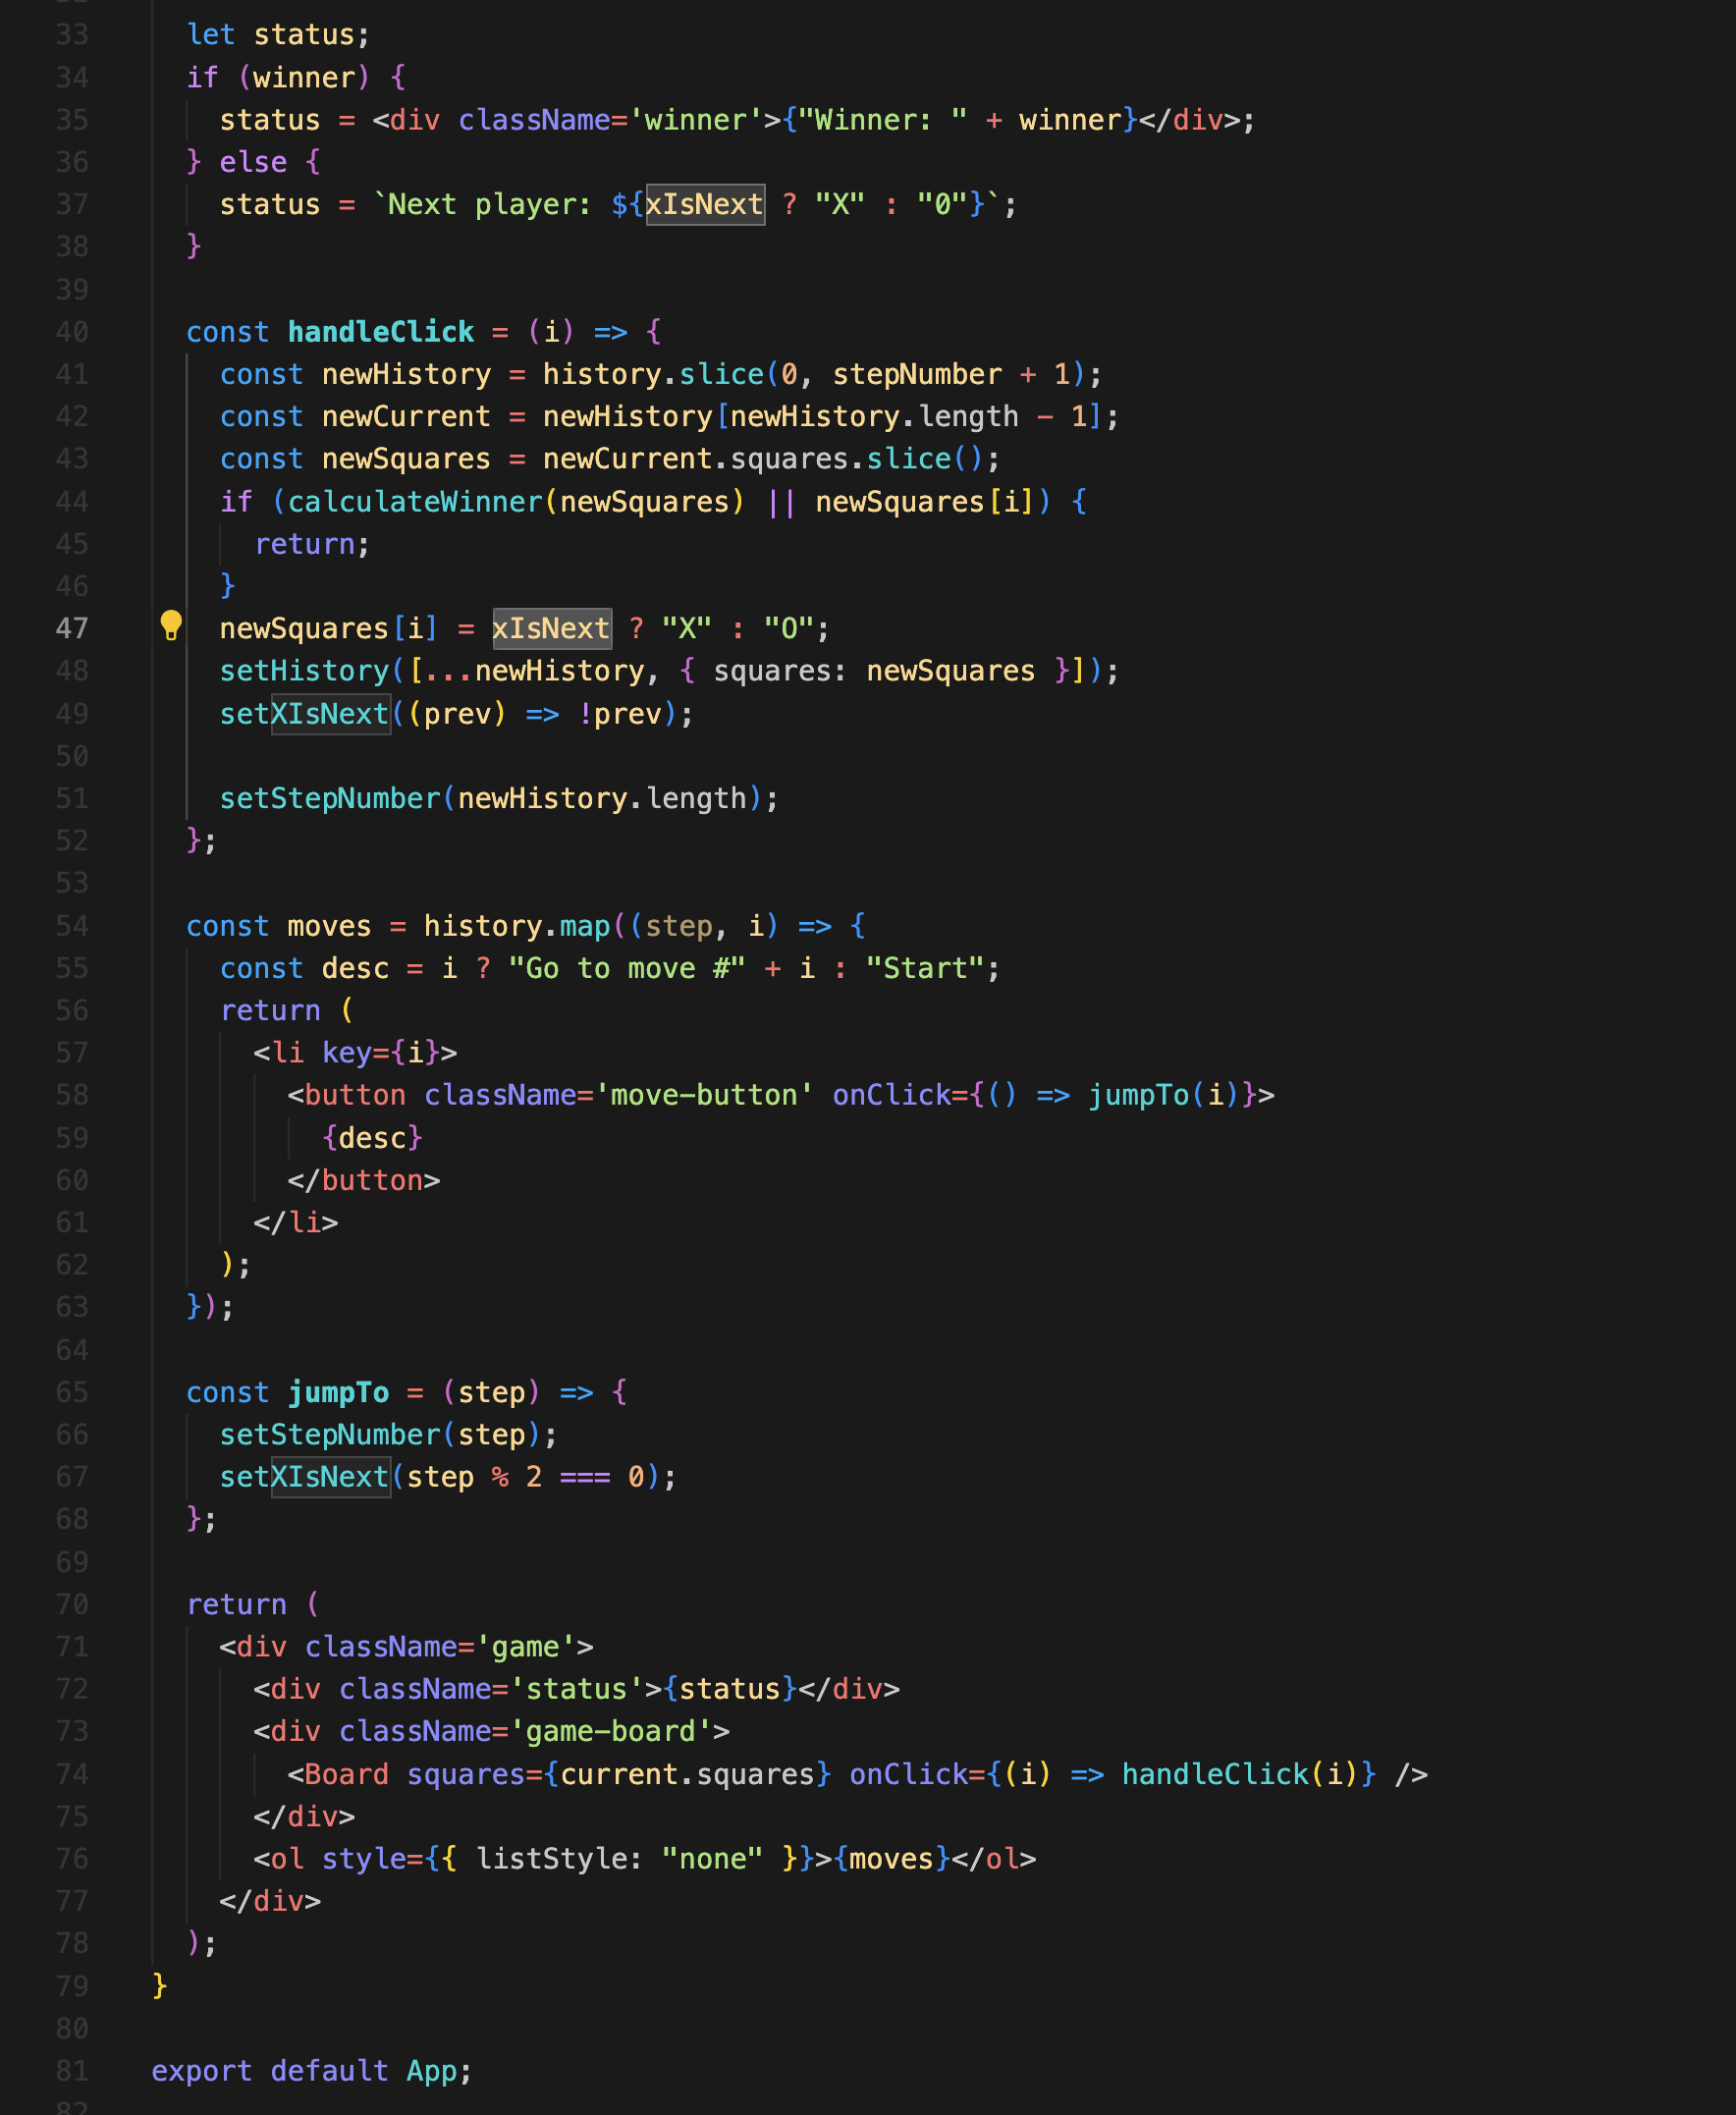 33 let status;
34 if (winner) {
35 status = <div className='winner'>{"Winner: " + winner}</div>;
36 } else {
37 status = `Next player: ${xIsNext ? "X" : "0"}`;
38 }
39
40 const handleClick = (i) => {
41 const newHistory = history.slice(0, stepNumber + 1);
42 const newCurrent = newHistory[newHistory.length - 1];
43 const newSquares = newCurrent.squares.slice();
44 if (calculateWinner(newSquares) || newSquares[i]) {
45 return;
46 }
47 newSquares[i] = xIsNext ? "X" : "O";
48 setHistory([...newHistory, { squares: newSquares }]);
49 setXIsNext((prev) => !prev);
50
51 setStepNumber(newHistory.length);
52 };
53
54 const moves = history.map((step, i) => {
55 const desc = i ? "Go to move #" + i : "Start";
56 return (
57 <li key={i}>
58 <button className='move-button' onClick={() => jumpTo(i)}>
59 {desc}
60 </button>
61 </li>
62 );
63 });
64
65 const jumpTo = (step) => {
66 setStepNumber(step);
67 setXIsNext(step % 2 === 0);
68 };
69
70 return (
71 <div className='game'>
72 <div className='status'>{status}</div>
73 <div className='game-board'>
74 <Board squares={current.squares} onClick={(i) => handleClick(i)} />
75 </div>
76 <ol style={{ listStyle: "none" }}>{moves}</ol>
77 </div>
78 );
79 }
80
81 export default App;
82